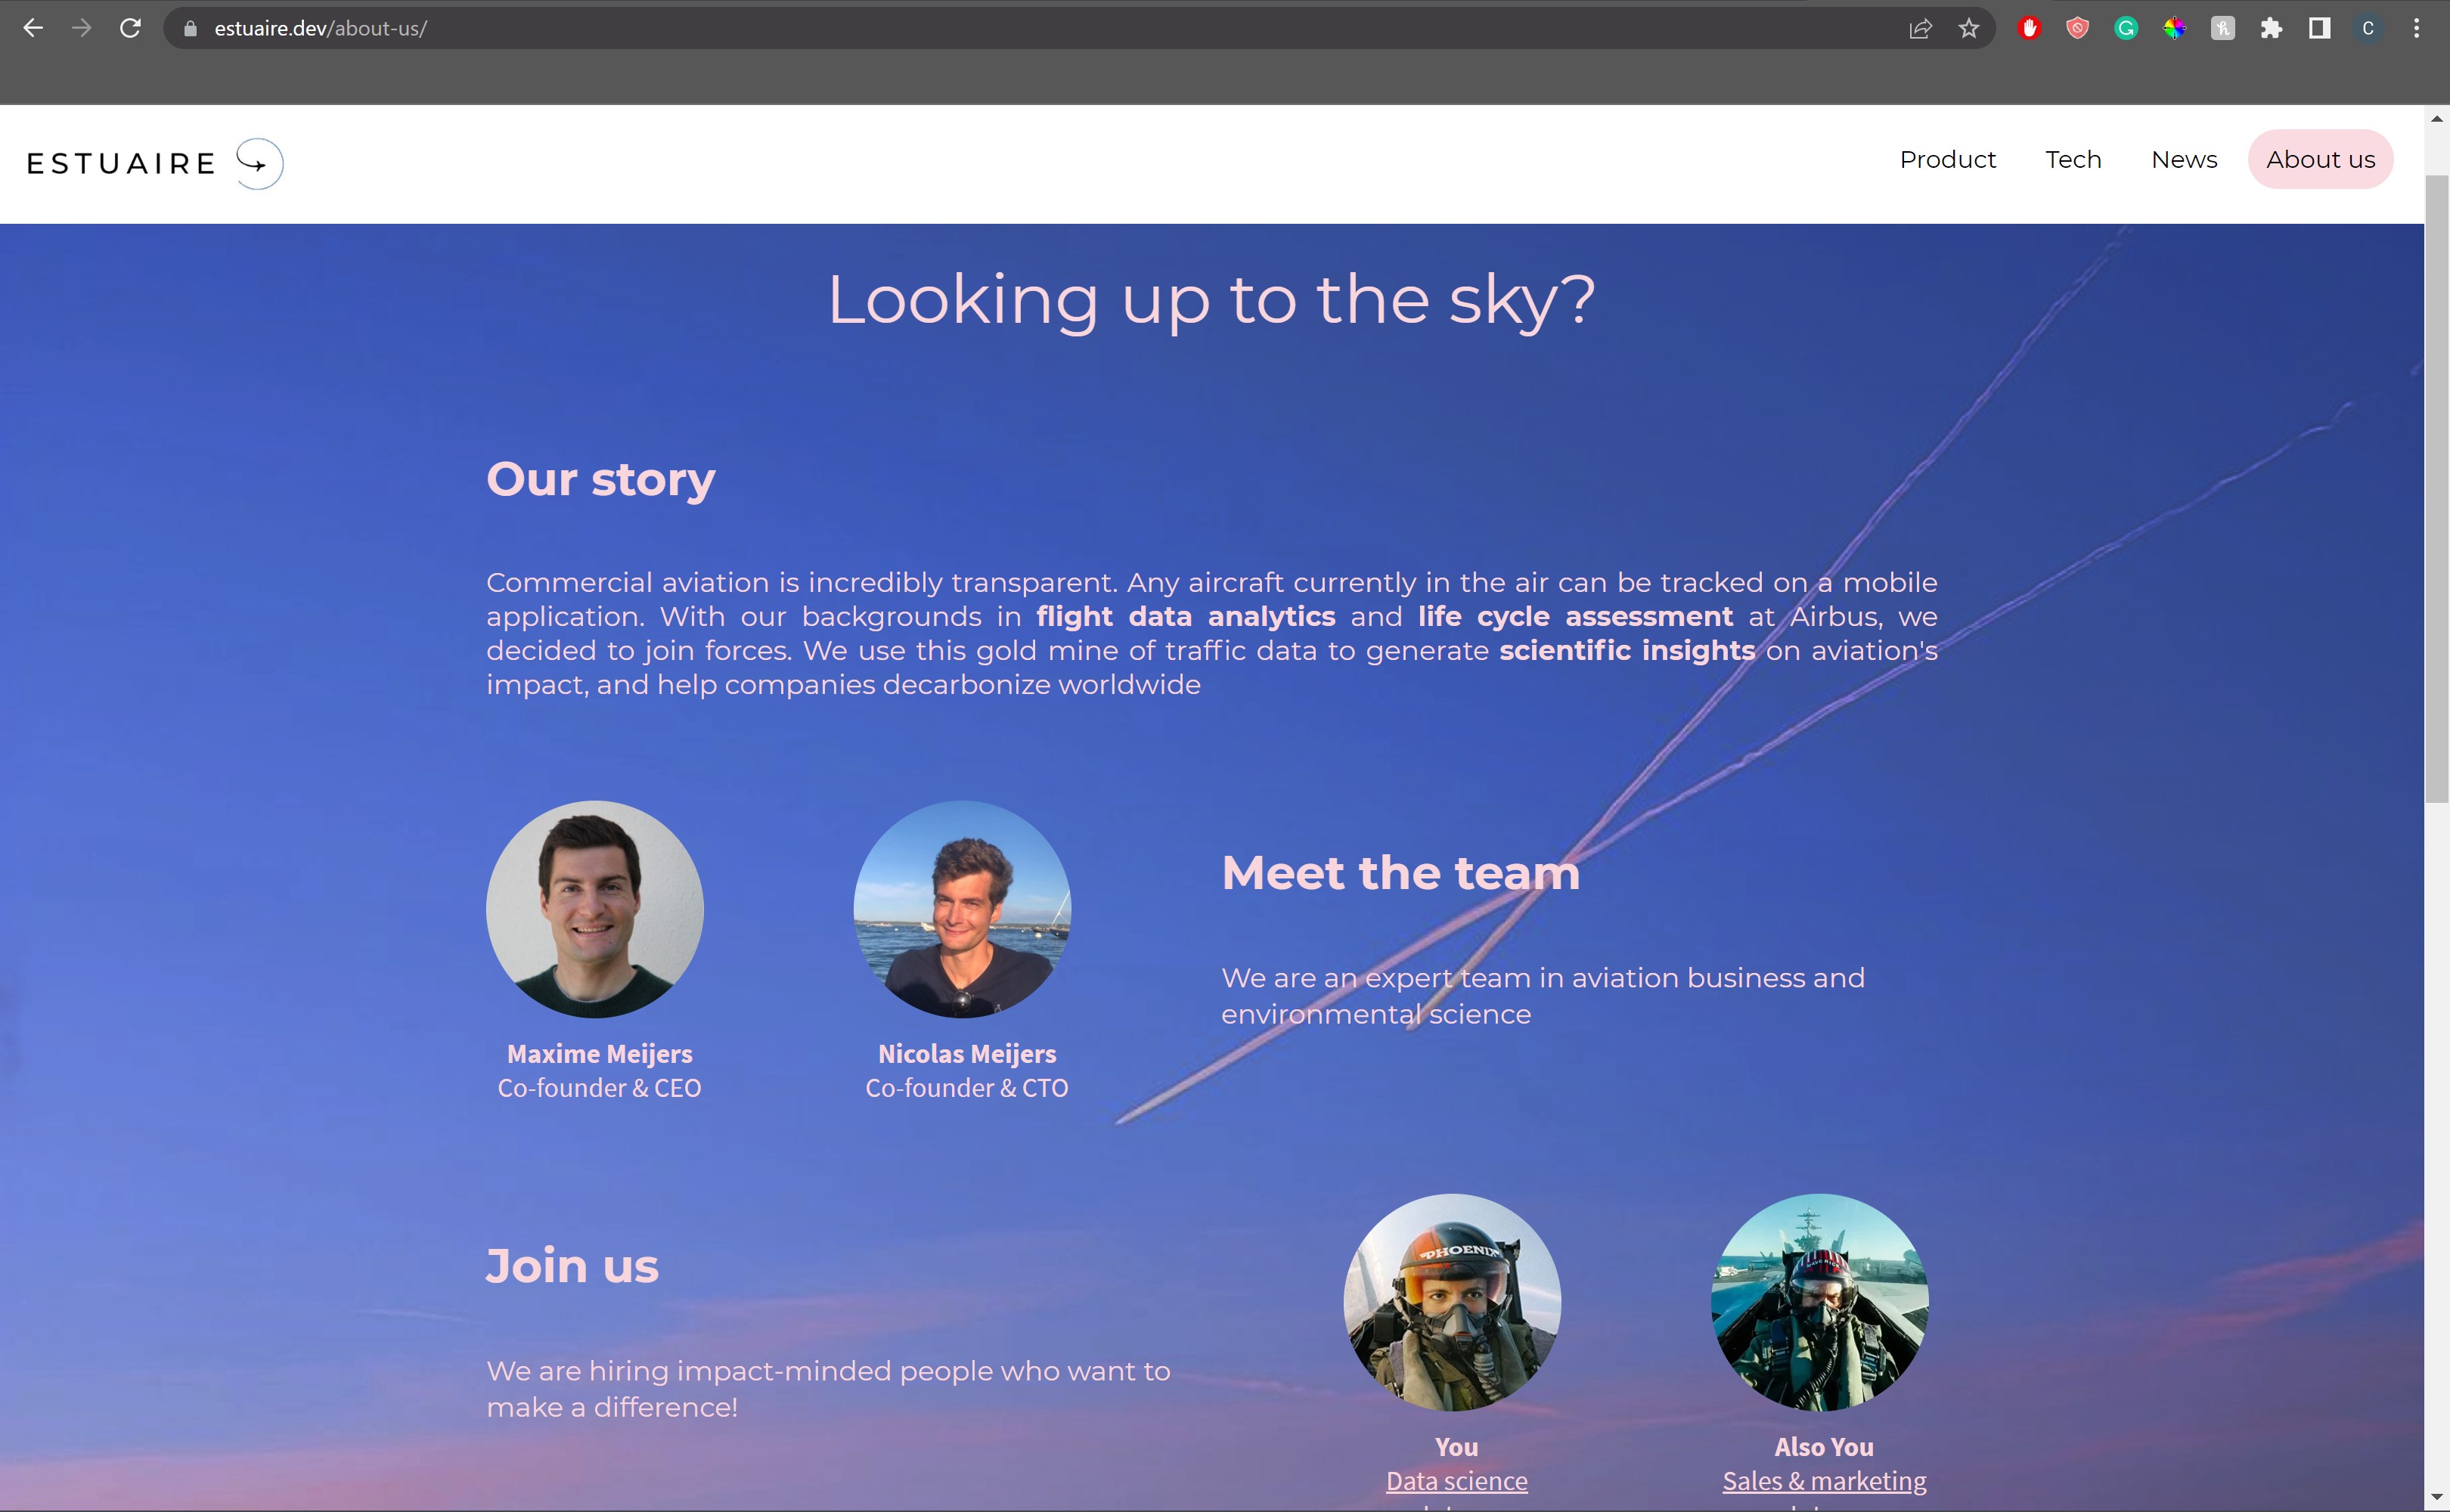 estuaire.dev/about-us/
C
ESTUAIRE
Product
Tech
News
About us
Looking up to the sky?
Our story
Commercial aviation is incredibly transparent. Any aircraft currently in the air can be tracked on a mobile
application. With our backgrounds in flight data analytics and life cycle assessment at Airbus, we
decided to join forces. We use this gold mine of traffic data to generate scientific insights on aviation's
impact, and help companies decarbonize worldwide
Meet the team
We are an expert team in aviation business and
environmental science
Maxime Meijers
Co-founder & CEO
Nicolas Meijers
Co-founder & CTO
Join us
We are hiring impact-minded people who want to
make a difference!
PHOENIX
You
Data science
Also You
Sales & marketing